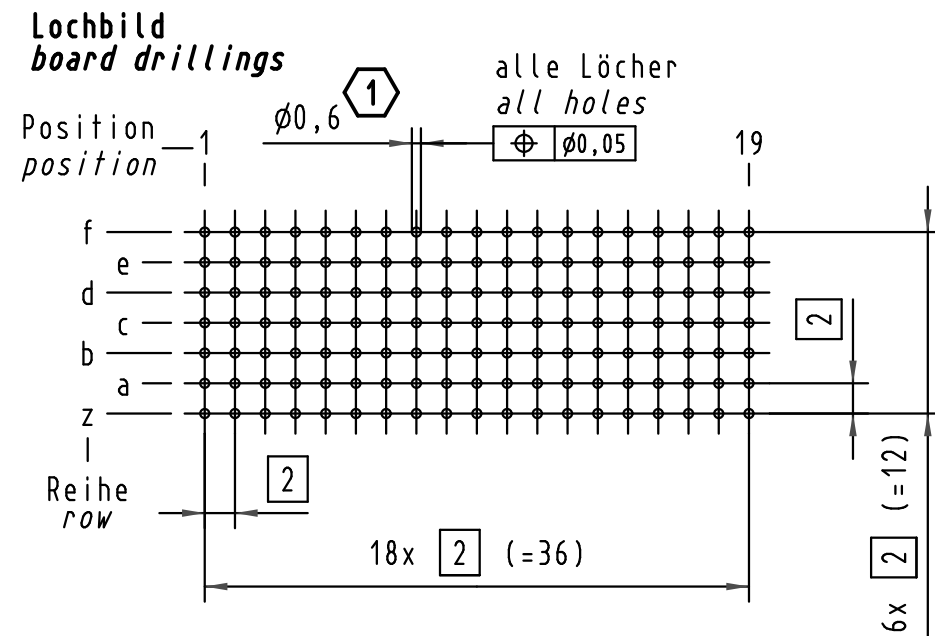 Lochbild
board drillings
1
alle Löcher
all holes
Ø0,6
Ø0,05
Position
position
1
19
f
e
d
c
b
a
z
2
Reihe
row
2
18x 2 (=36)
6x 2 (=12)